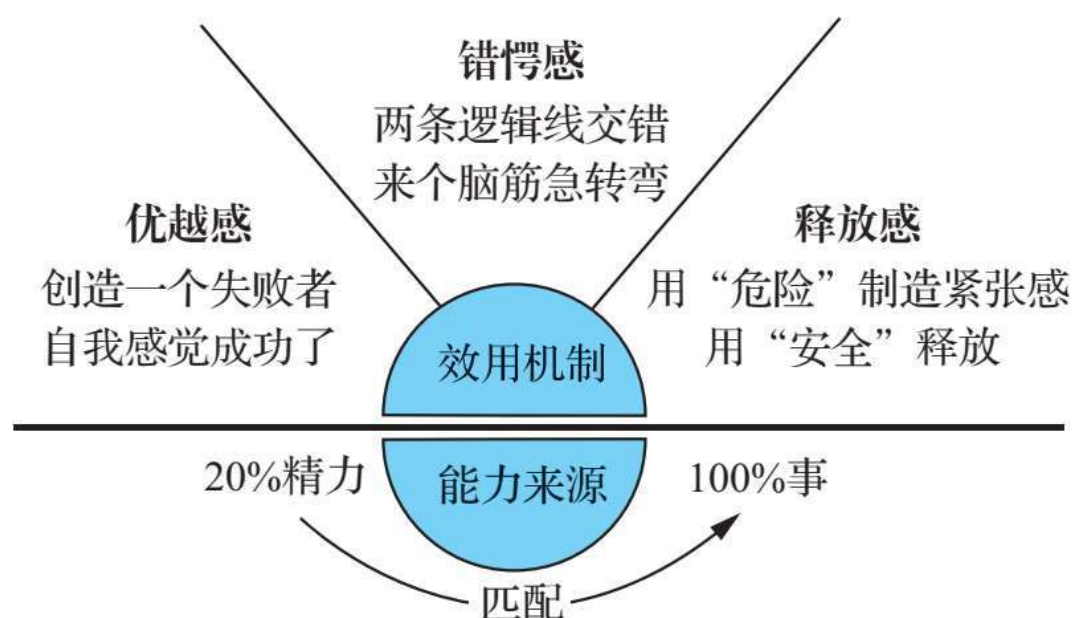 错愕感
两条逻辑线交错
来个脑筋急转弯
优越感
创造一个失败者
自我感觉成功了
释放感
用“危险”制造紧张感
用“安全”释放
效用机制
20%精力
能力来源
100%事
匹配